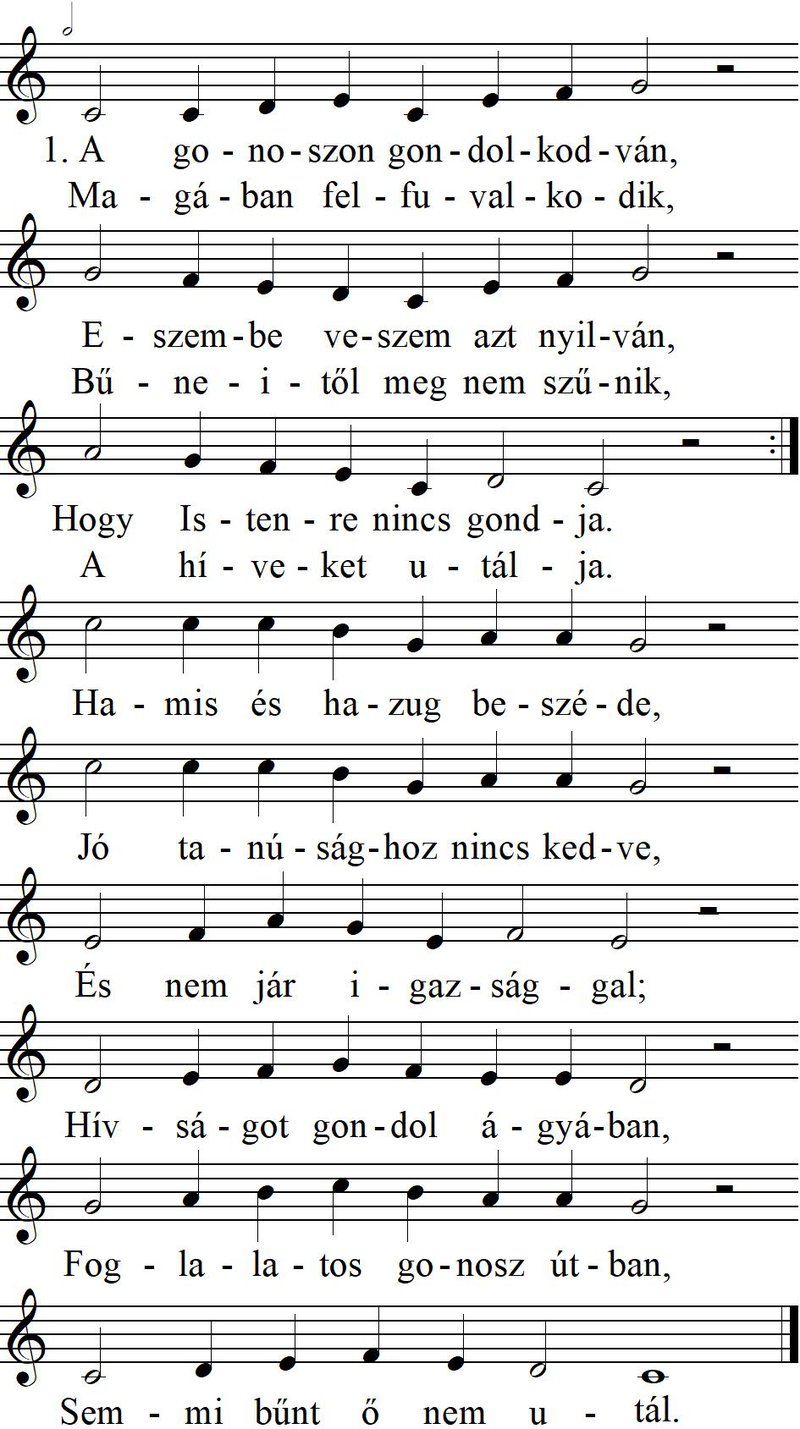 1. A go - no - szon gon - dol - kod - ván,
Ma - gá - ban fel - fu - val - ko - dik,
E - szem - be ve - szem azt nyil - ván,
Bű - ne - i - től meg nem szű - nik,
Hogy Is - ten - re nincs gond - ja.
A hí - ve - ket u - tál - ja.
Ha - mis és ha - zug be - szé - de,
Jó ta - nú - ság - hoz nincs ked - ve,
És nem jár i - gaz - ság - gal;
Hív - sá - got gon - dol á - gyá - ban,
Fog - la - la - tos go - nosz út - ban,
Sem - mi bűnt ő nem u - tál.